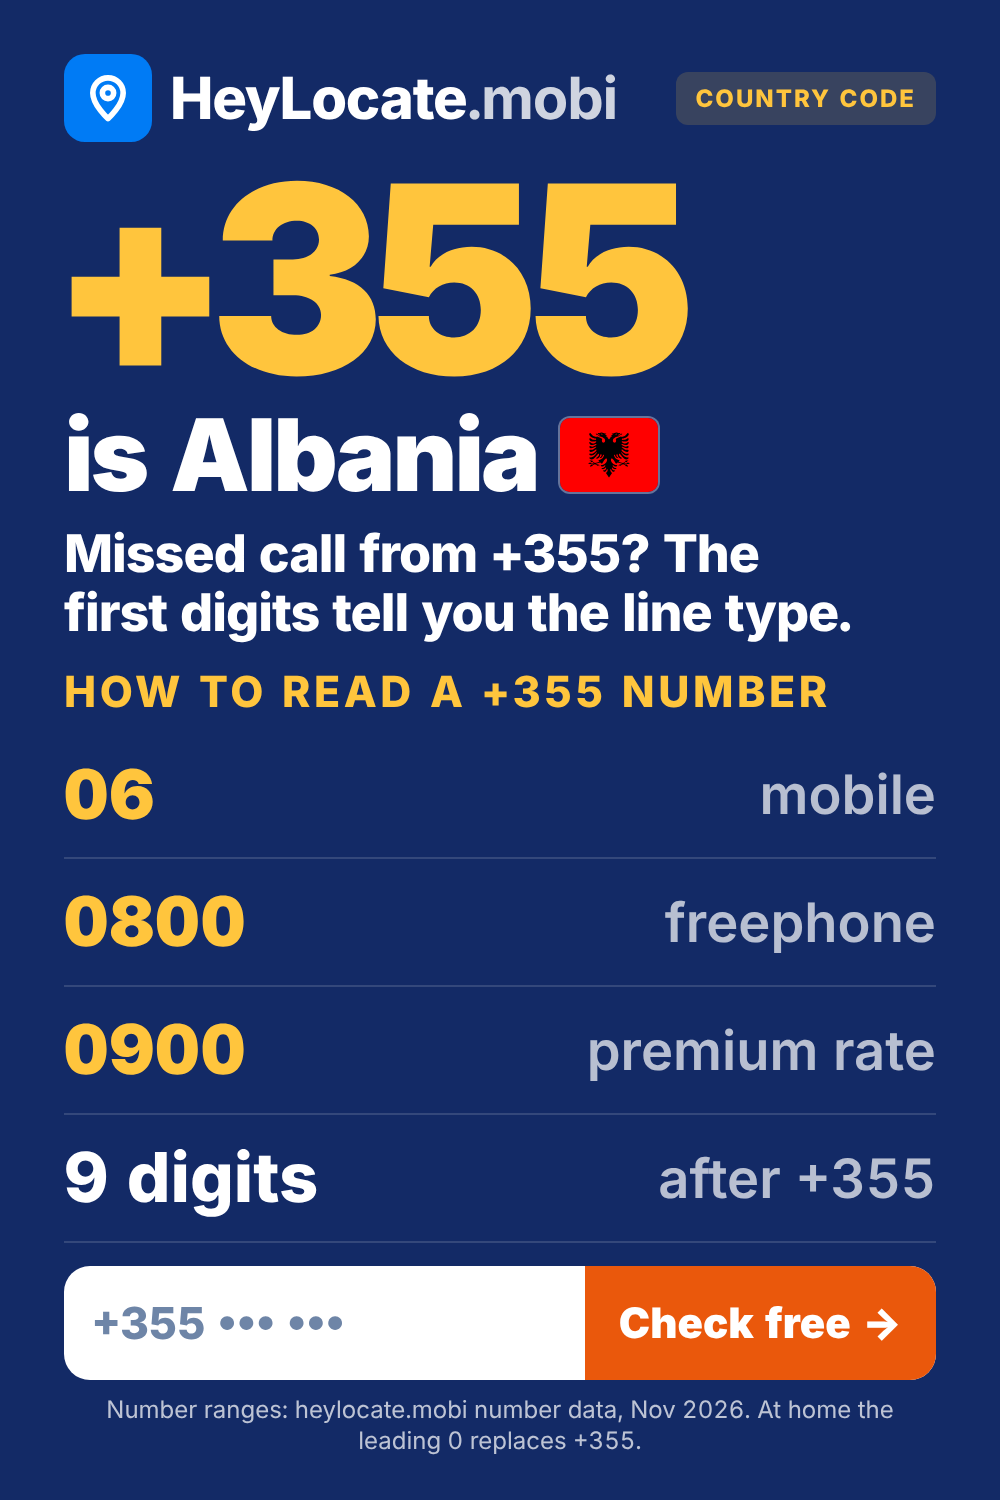 HeyLocate.mobi
COUNTRY CODE
+355
is Albania
Missed call from +355? The
first digits tell you the line type.
HOW TO READ A +355 NUMBER
06 mobile
0800 freephone
0900 premium rate
9 digits after +355
+355 ••• •••
Check free →
Number ranges: heylocate.mobi number data, Nov 2026. At home the
leading 0 replaces +355.